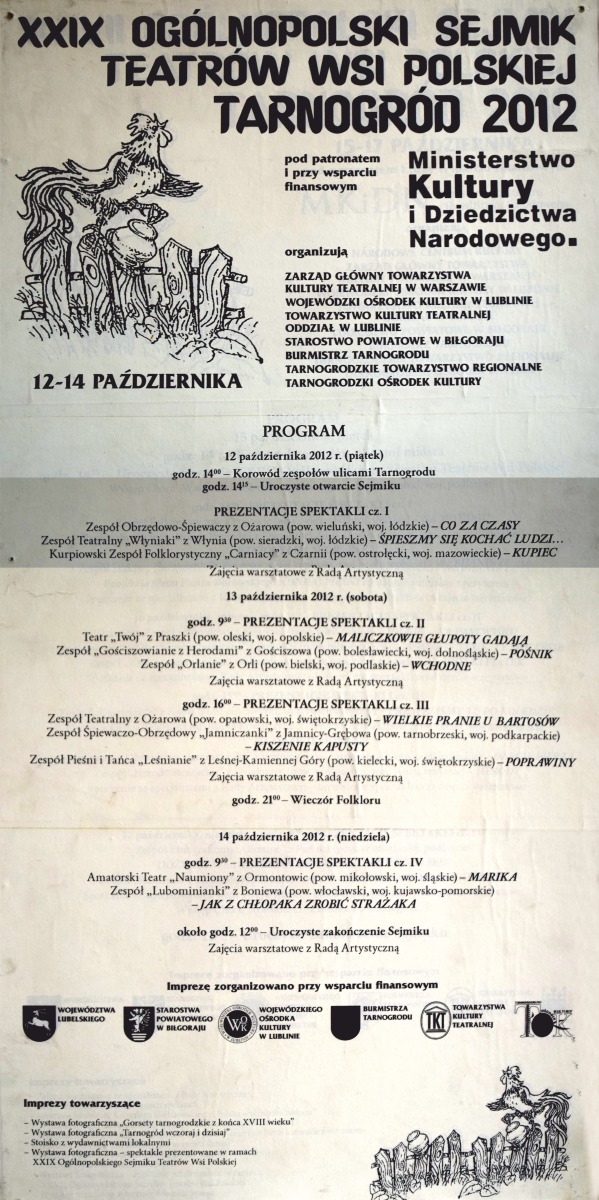 XXIX OGÓLNOPOLSKI SEJMIK
TEATRÓW WSI POLSKIEJ
TARNOGRÓD 2012
pod patronatem
i przy wsparciu
finansowym
Ministerstwo
Kultury
i Dziedzictwa
Narodowego.
organizują
ZARZĄD GŁÓWNY TOWARZYSTWA
KULTURY TEATRALNEJ W WARSZAWIE
WOJEWÓDZKI OŚRODEK KULTURY W LUBLINIE
TOWARZYSTWO KULTURY TEATRALNEJ
ODDZIAŁ W LUBLINIE
STAROSTWO POWIATOWE W BIŁGORAJU
BURMISTRZ TARNOGRODU
TARNOGRODZKIE TOWARZYSTWO REGIONALNE
TARNOGRODZKI OŚRODEK KULTURY
12-14 PAŹDZIERNIKA
PROGRAM
12 października 2012 r. (piątek)
godz. 14⁰⁰ – Korowód zespołów ulicami Tarnogrodu
godz. 14¹⁵ – Uroczyste otwarcie Sejmiku
PREZENTACJE SPEKTAKLI cz. I
Zespół Obrzędowo-Śpiewaczy z Ożarowa (pow. wieluński, woj. łódzkie) – CO ZA CZASY
Zespół Teatralny „Włyniaki” z Włynia (pow. sieradzki, woj. łódzkie) – ŚPIESZMY SIĘ KOCHAĆ LUDZI...
Kurpiowski Zespół Folklorystyczny „Carniacy” z Czarnii (pow. ostrołęcki, woj. mazowieckie) – KUPIEC
Zajęcia warsztatowe z Radą Artystyczną
13 października 2012 r. (sobota)
godz. 9³⁰ – PREZENTACJE SPEKTAKLI cz. II
Teatr „Twój” z Praszki (pow. oleski, woj. opolskie) – MALICZKOWIE GŁUPOTY GADAJĄ
Zespół „Gościszowianie z Herodami” z Gościszowa (pow. bolesławiecki, woj. dolnośląskie) – POŚNIK
Zespół „Orlanie” z Orli (pow. bielski, woj. podlaskie) – WCHODNE
Zajęcia warsztatowe z Radą Artystyczną
godz. 16⁰⁰ – PREZENTACJE SPEKTAKLI cz. III
Zespół Teatralny z Ożarowa (pow. opatowski, woj. świętokrzyskie) – WIELKIE PRANIE U BARTOSÓW
Zespół Śpiewaczo-Obrzędowy „Jamniczanki” z Jamnicy-Grębowa (pow. tarnobrzeski, woj. podkarpackie)
– KISZENIE KAPUSTY
Zespół Pieśni i Tańca „Leśnianie” z Leśnej-Kamiennej Góry (pow. kielecki, woj. świętokrzyskie) – POPRAWINY
Zajęcia warsztatowe z Radą Artystyczną
godz. 21⁰⁰ – Wieczór Folkloru
14 października 2012 r. (niedziela)
godz. 9³⁰ – PREZENTACJE SPEKTAKLI cz. IV
Amatorski Teatr „Naumiony” z Ormontowic (pow. mikołowski, woj. śląskie) – MARIKA
Zespół „Lubominianki” z Boniewa (pow. włocławski, woj. kujawsko-pomorskie)
– JAK Z CHŁOPAKA ZROBIĆ STRAŻAKA
około godz. 12⁰⁰ – Uroczyste zakończenie Sejmiku
Zajęcia warsztatowe z Radą Artystyczną
Imprezę zorganizowano przy wsparciu finansowym
WOJEWÓDZTWA
LUBELSKIEGO
STAROSTWA
POWIATOWEGO
W BIŁGORAJU
WOK
WOJEWÓDZKIEGO
OŚRODKA
KULTURY
W LUBLINIE
BURMISTRZA
TARNOGRODU
TKT
TOWARZYSTWA
KULTURY
TEATRALNEJ
TOK
Imprezy towarzyszące
– Wystawa fotograficzna „Gorsety tarnogrodzkie z końca XVIII wieku”
– Wystawa fotograficzna „Tarnogród wczoraj i dzisiaj”
– Stoisko z wydawnictwami lokalnymi
– Wystawa fotograficzna – spektakle prezentowane w ramach
XXIX Ogólnopolskiego Sejmiku Teatrów Wsi Polskiej